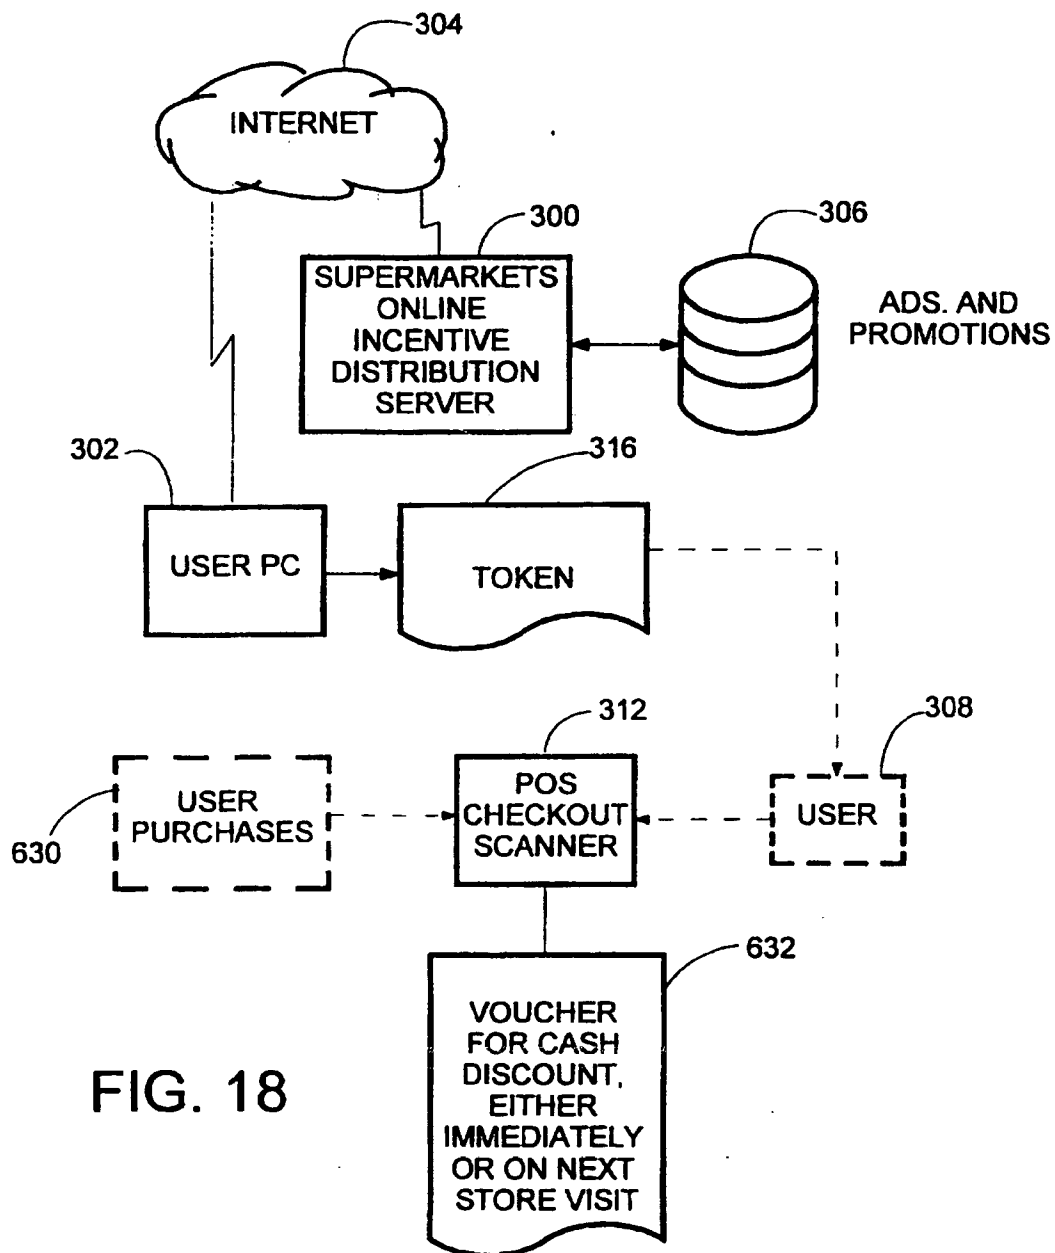 304
INTERNET
300
306
SUPERMARKETS
ONLINE
INCENTIVE
DISTRIBUTION
SERVER
ADS. AND
PROMOTIONS
302
316
USER PC
TOKEN
312
308
USER
PURCHASES
POS
CHECKOUT
SCANNER
USER
630
632
VOUCHER
FOR CASH
DISCOUNT,
EITHER
IMMEDIATELY
OR ON NEXT
STORE VISIT
FIG. 18